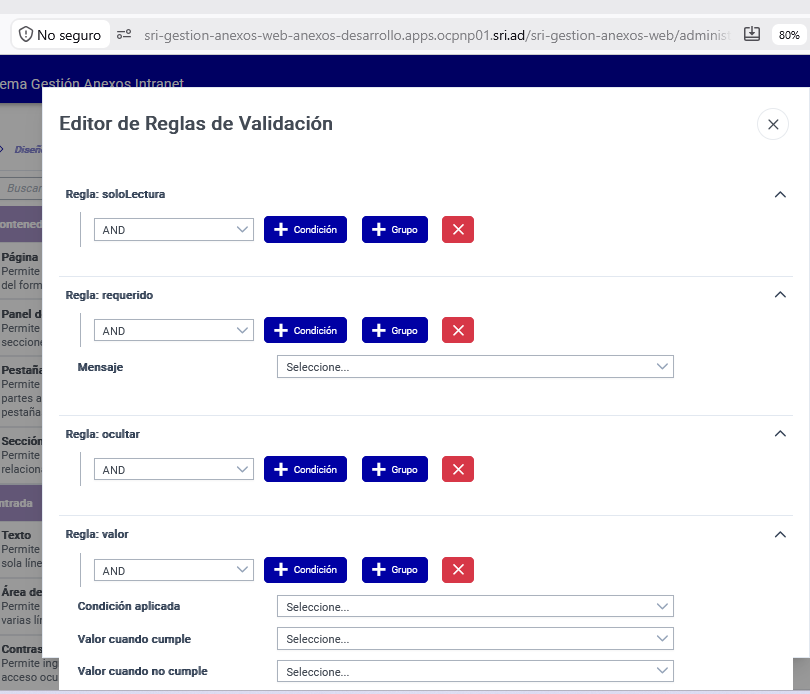 No seguro
sri-gestion-anexos-web-anexos-desarrollo.apps.ocpnp01.sri.ad/sri-gestion-anexos-web/adminis
80%
ema Gestión Anexos Intranet
Editor de Reglas de Validación
Diseñ
Buscar
ontened
Página
Permite
del form
Panel d
Permite
seccione
Pestaña
Permite
partes a
pestaña
Sección
Permite
relacion
ntrada
Texto
Permite
sola líne
Área de
Permite
varias lín
Contras
Permite ing
acceso ocu
Regla: soloLectura
AND Condición Grupo
Regla: requerido
AND Condición Grupo
Mensaje Seleccione...
Regla: ocultar
AND Condición Grupo
Regla: valor
AND Condición Grupo
Condición aplicada Seleccione...
Valor cuando cumple Seleccione...
Valor cuando no cumple Seleccione...